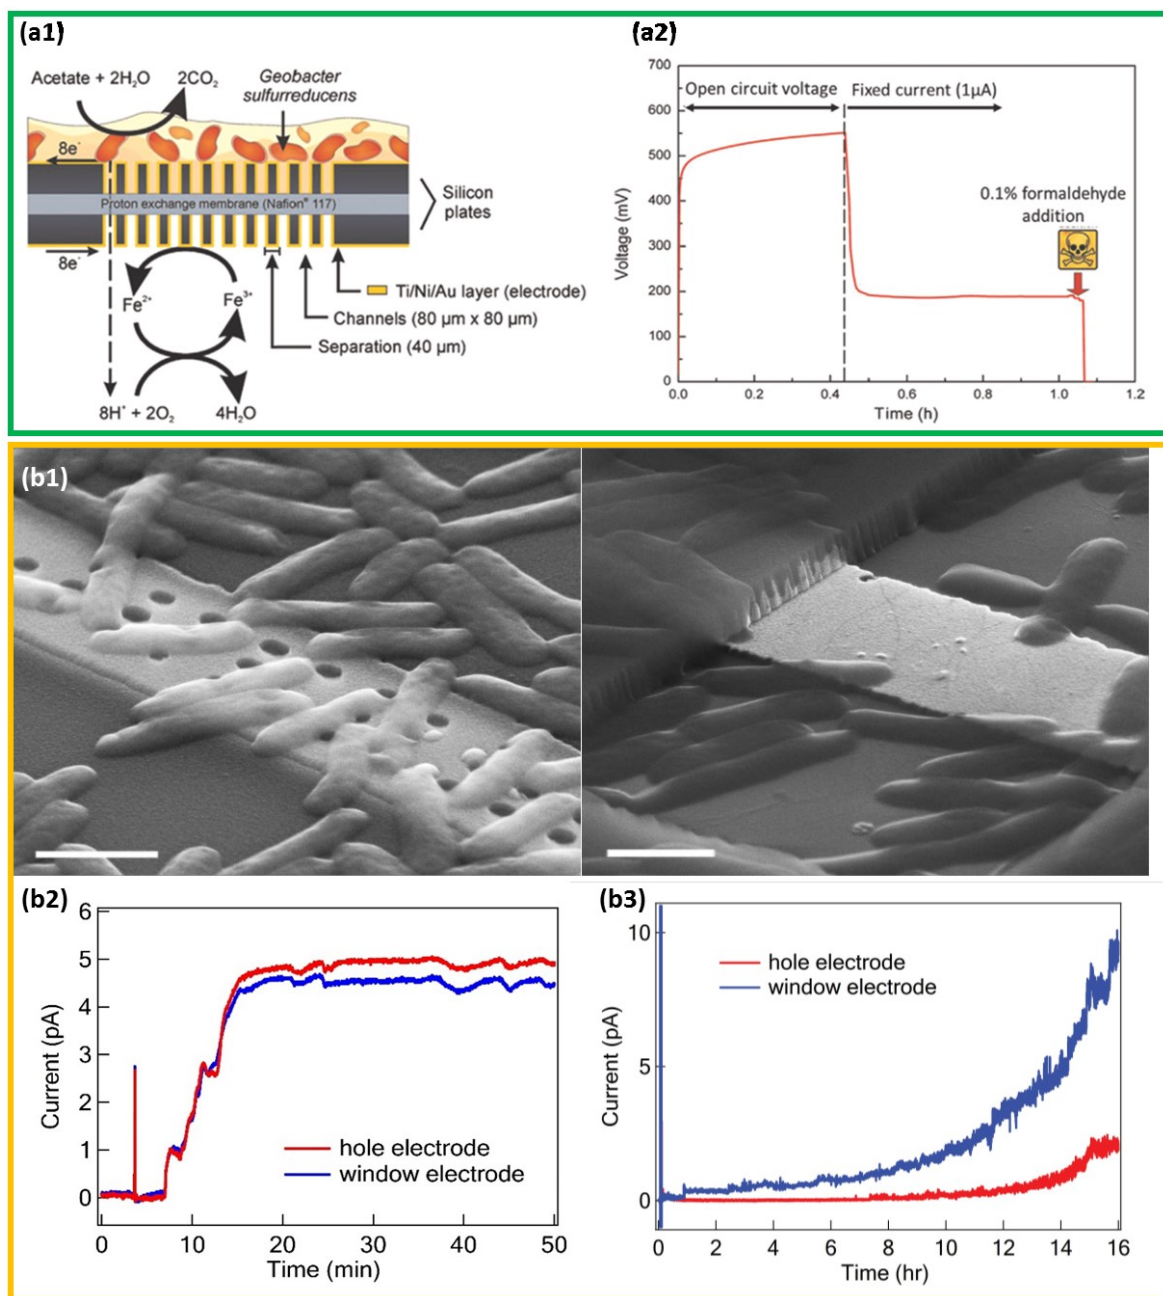 (a1)
Acetate + 2H₂O
2CO₂
Geobacter
sulfurreducens
8e⁻
Proton exchange membrane (Nafion® 117)
Silicon
plates
8e⁻
Fe²⁺
Fe³⁺
Ti/Ni/Au layer (electrode)
Channels (80 µm x 80 µm)
Separation (40 µm)
8H⁺ + 2O₂
4H₂O
(a2)
700
600
500
400
300
200
100
0
Voltage (mV)
Open circuit voltage
Fixed current (1µA)
0.1% formaldehyde
addition
0.0
0.2
0.4
0.6
0.8
1.0
1.2
Time (h)
(b1)
(b2)
6
5
4
3
2
1
0
Current (pA)
hole electrode
window electrode
0
10
20
30
40
50
Time (min)
(b3)
10
5
0
Current (pA)
hole electrode
window electrode
0
2
4
6
8
10
12
14
16
Time (hr)